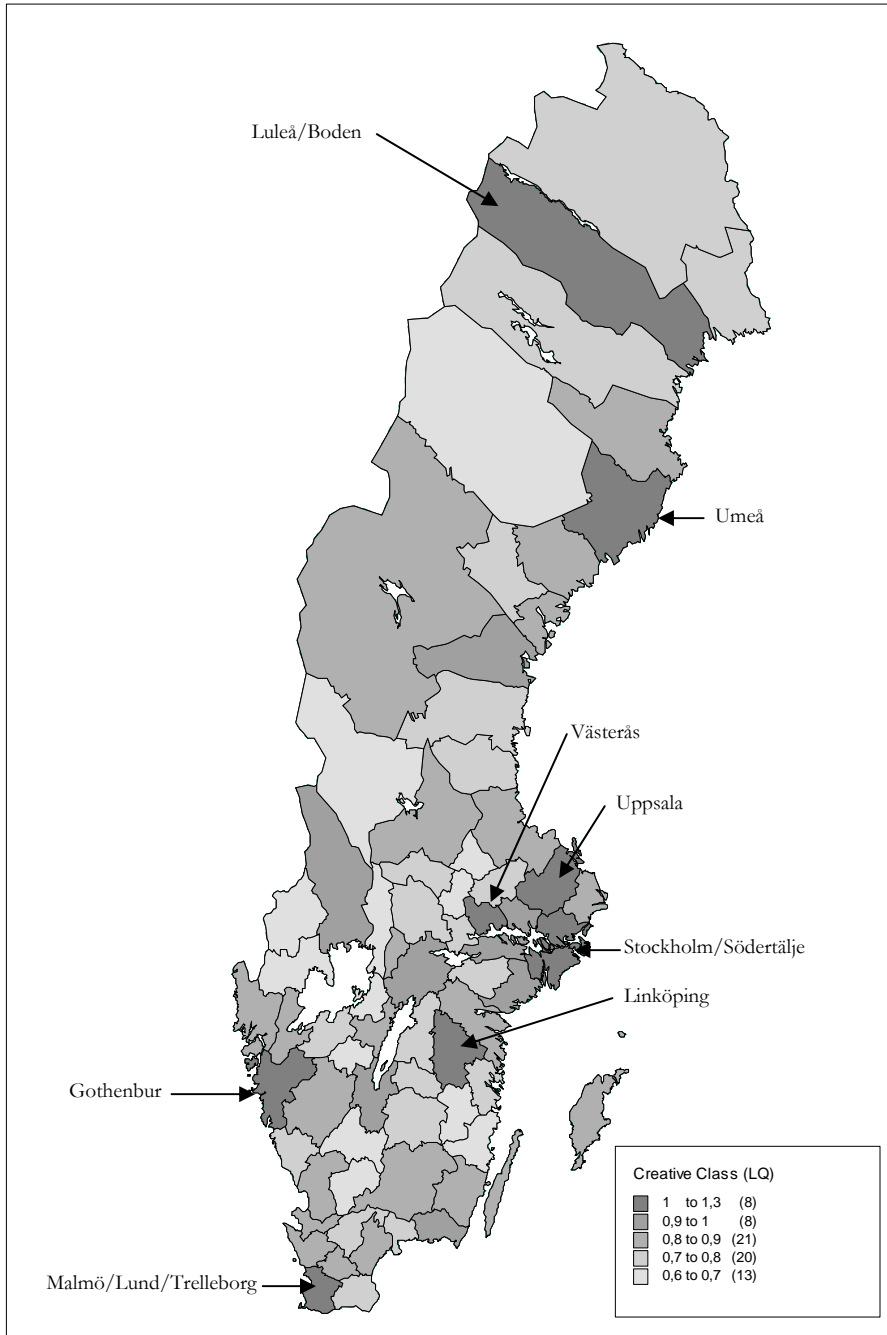 Luleå/Boden
Umeå
Västerås
Uppsala
Stockholm/Södertälje
Linköping
Gothenbur
Malmö/Lund/Trelleborg
Creative Class (LQ)
1 to 1,3 (8)
0,9 to 1 (8)
0,8 to 0,9 (21)
0,7 to 0,8 (20)
0,6 to 0,7 (13)